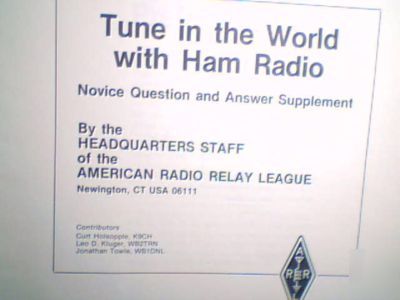 Tune in the World
with Ham Radio
Novice Question and Answer Supplement
By the
HEADQUARTERS STAFF
of the
AMERICAN RADIO RELAY LEAGUE
Newington, CT USA 06111
Contributors
Curt Holsopple, K9CH
Leo D. Kluger, WB2TRN
Jonathan Towle, WB1DNL
A
R R
L